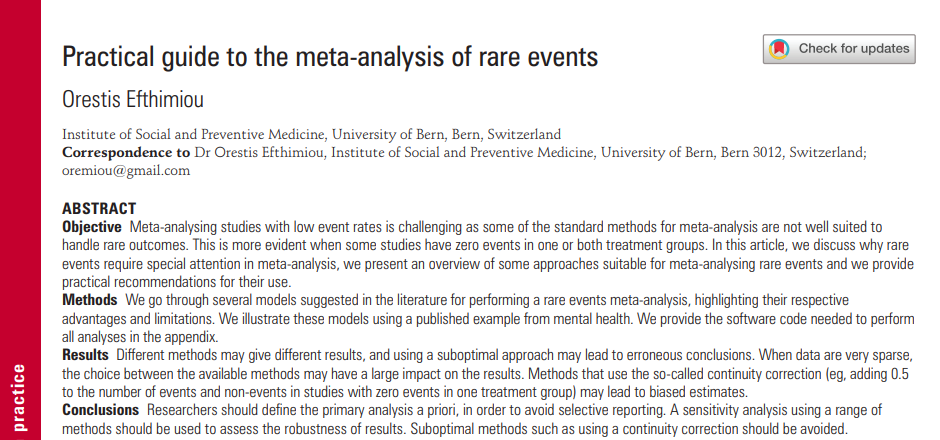 Practical guide to the meta-analysis of rare events
Check for updates
Orestis Efthimiou
Institute of Social and Preventive Medicine, University of Bern, Bern, Switzerland
Correspondence to Dr Orestis Efthimiou, Institute of Social and Preventive Medicine, University of Bern, Bern 3012, Switzerland;
oremiou@gmail.com
ABSTRACT
Objective Meta-analysing studies with low event rates is challenging as some of the standard methods for meta-analysis are not well suited to
handle rare outcomes. This is more evident when some studies have zero events in one or both treatment groups. In this article, we discuss why rare
events require special attention in meta-analysis, we present an overview of some approaches suitable for meta-analysing rare events and we provide
practical recommendations for their use.
Methods We go through several models suggested in the literature for performing a rare events meta-analysis, highlighting their respective
advantages and limitations. We illustrate these models using a published example from mental health. We provide the software code needed to perform
all analyses in the appendix.
Results Different methods may give different results, and using a suboptimal approach may lead to erroneous conclusions. When data are very sparse,
the choice between the available methods may have a large impact on the results. Methods that use the so-called continuity correction (eg, adding 0.5
to the number of events and non-events in studies with zero events in one treatment group) may lead to biased estimates.
Conclusions Researchers should define the primary analysis a priori, in order to avoid selective reporting. A sensitivity analysis using a range of
methods should be used to assess the robustness of results. Suboptimal methods such as using a continuity correction should be avoided.
practice